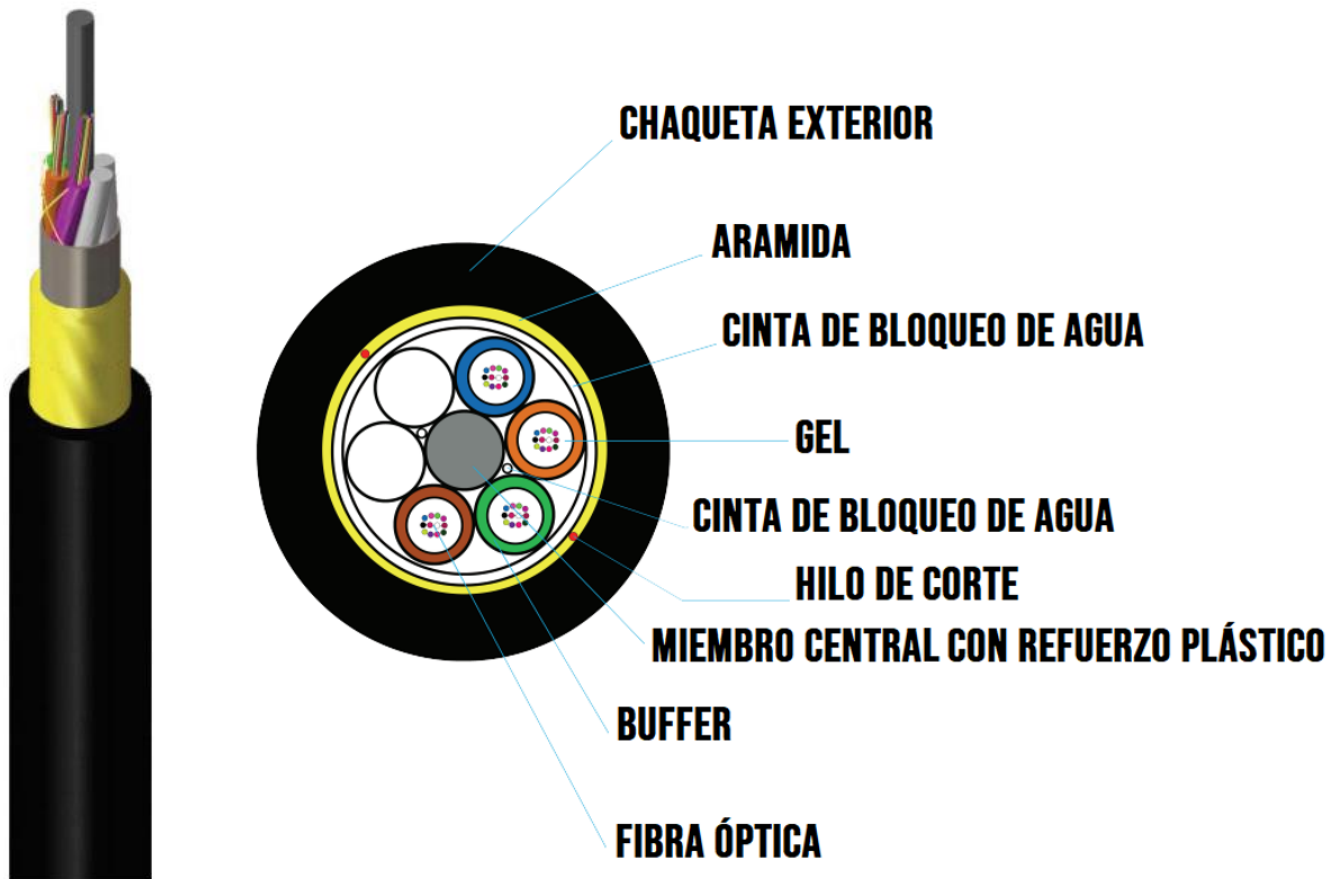 CHAQUETA EXTERIOR
ARAMIDA
CINTA DE BLOQUEO DE AGUA
GEL
CINTA DE BLOQUEO DE AGUA
HILO DE CORTE
MIEMBRO CENTRAL CON REFUERZO PLÁSTICO
BUFFER
FIBRA ÓPTICA